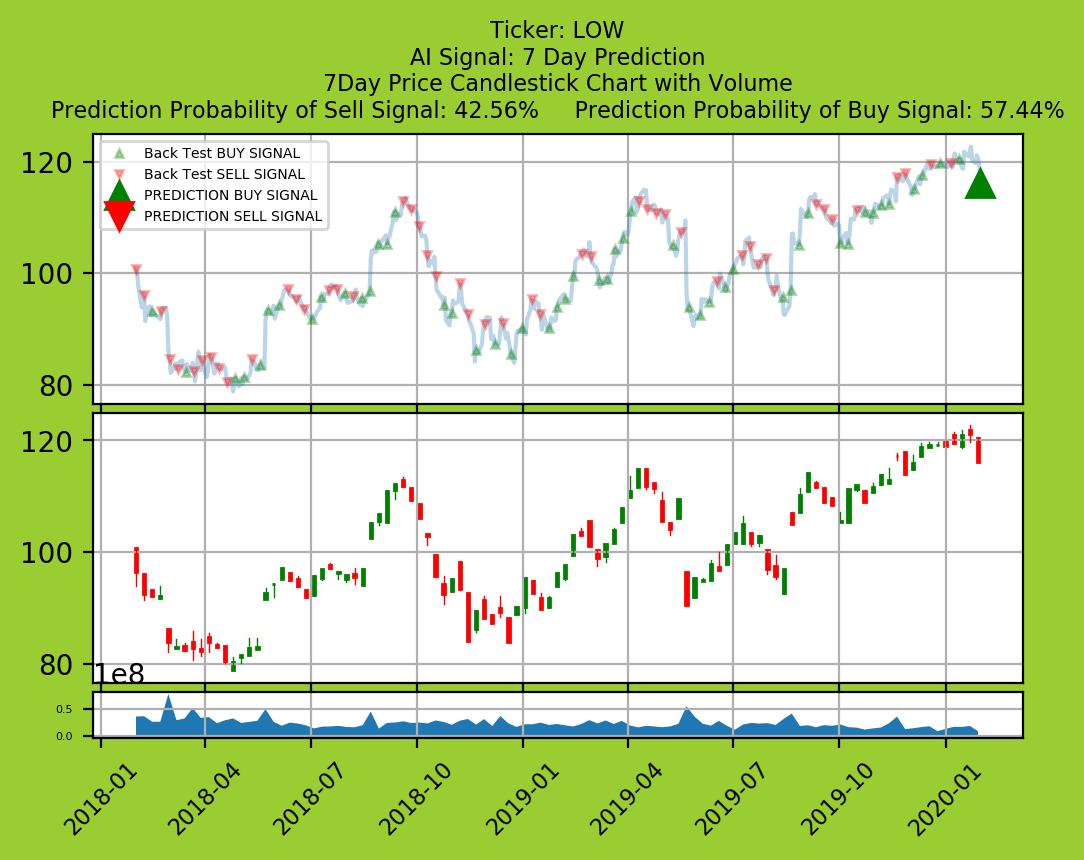 Ticker: LOW
AI Signal: 7 Day Prediction
7Day Price Candlestick Chart with Volume
Prediction Probability of Sell Signal: 42.56%     Prediction Probability of Buy Signal: 57.44%
Back Test BUY SIGNAL
Back Test SELL SIGNAL
PREDICTION BUY SIGNAL
PREDICTION SELL SIGNAL
120
100
80
120
100
80
1e8
0.5
0.0
2018-01
2018-04
2018-07
2018-10
2019-01
2019-04
2019-07
2019-10
2020-01